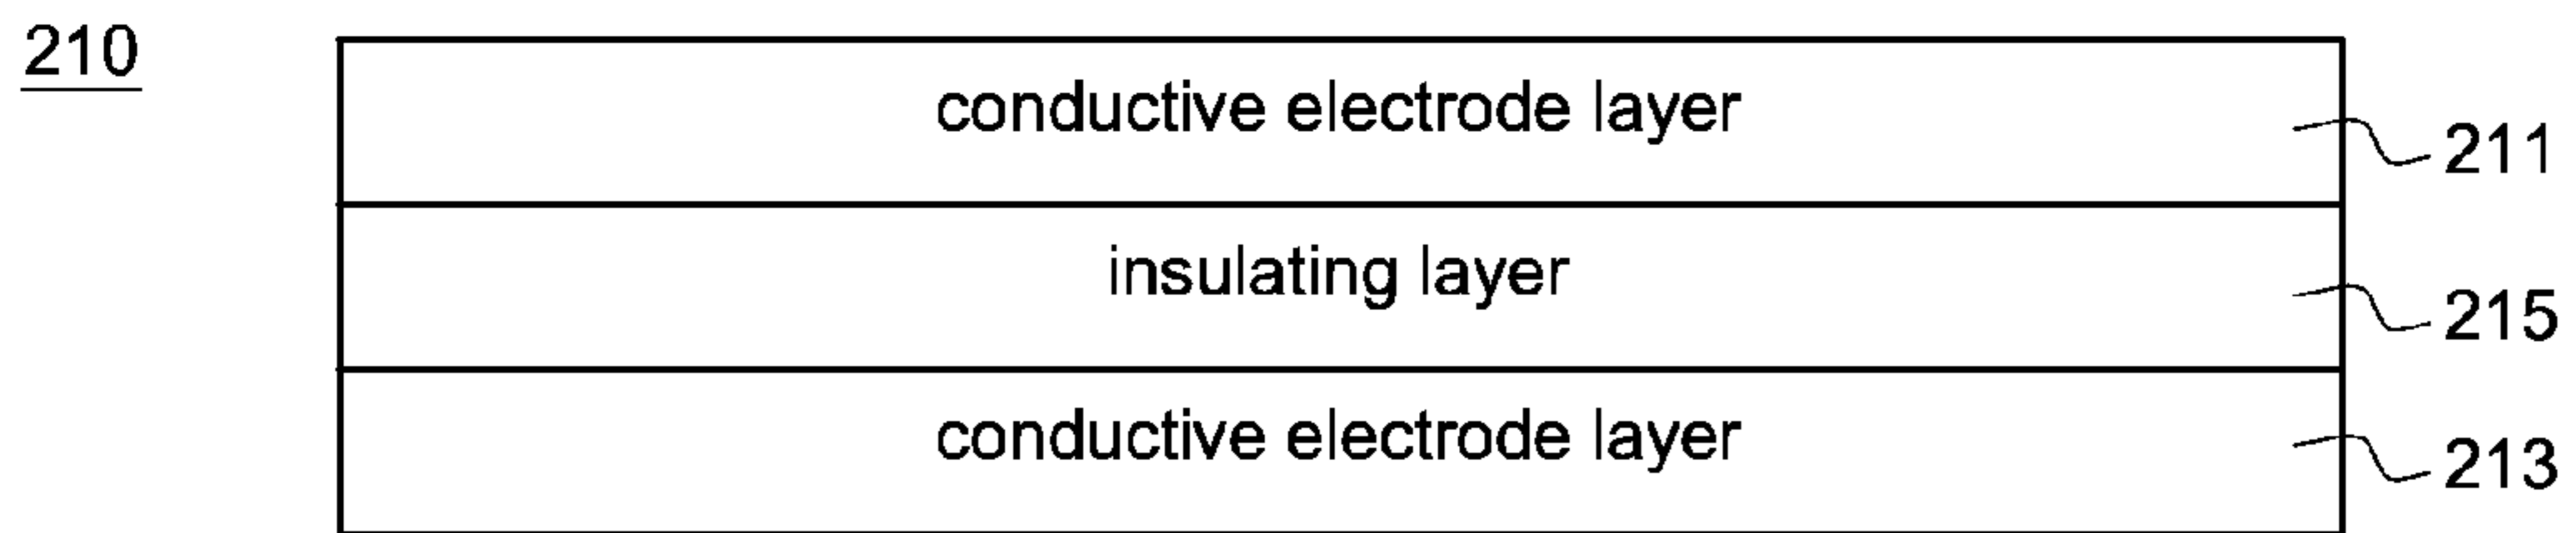 210
conductive electrode layer
211
insulating layer
215
conductive electrode layer
213